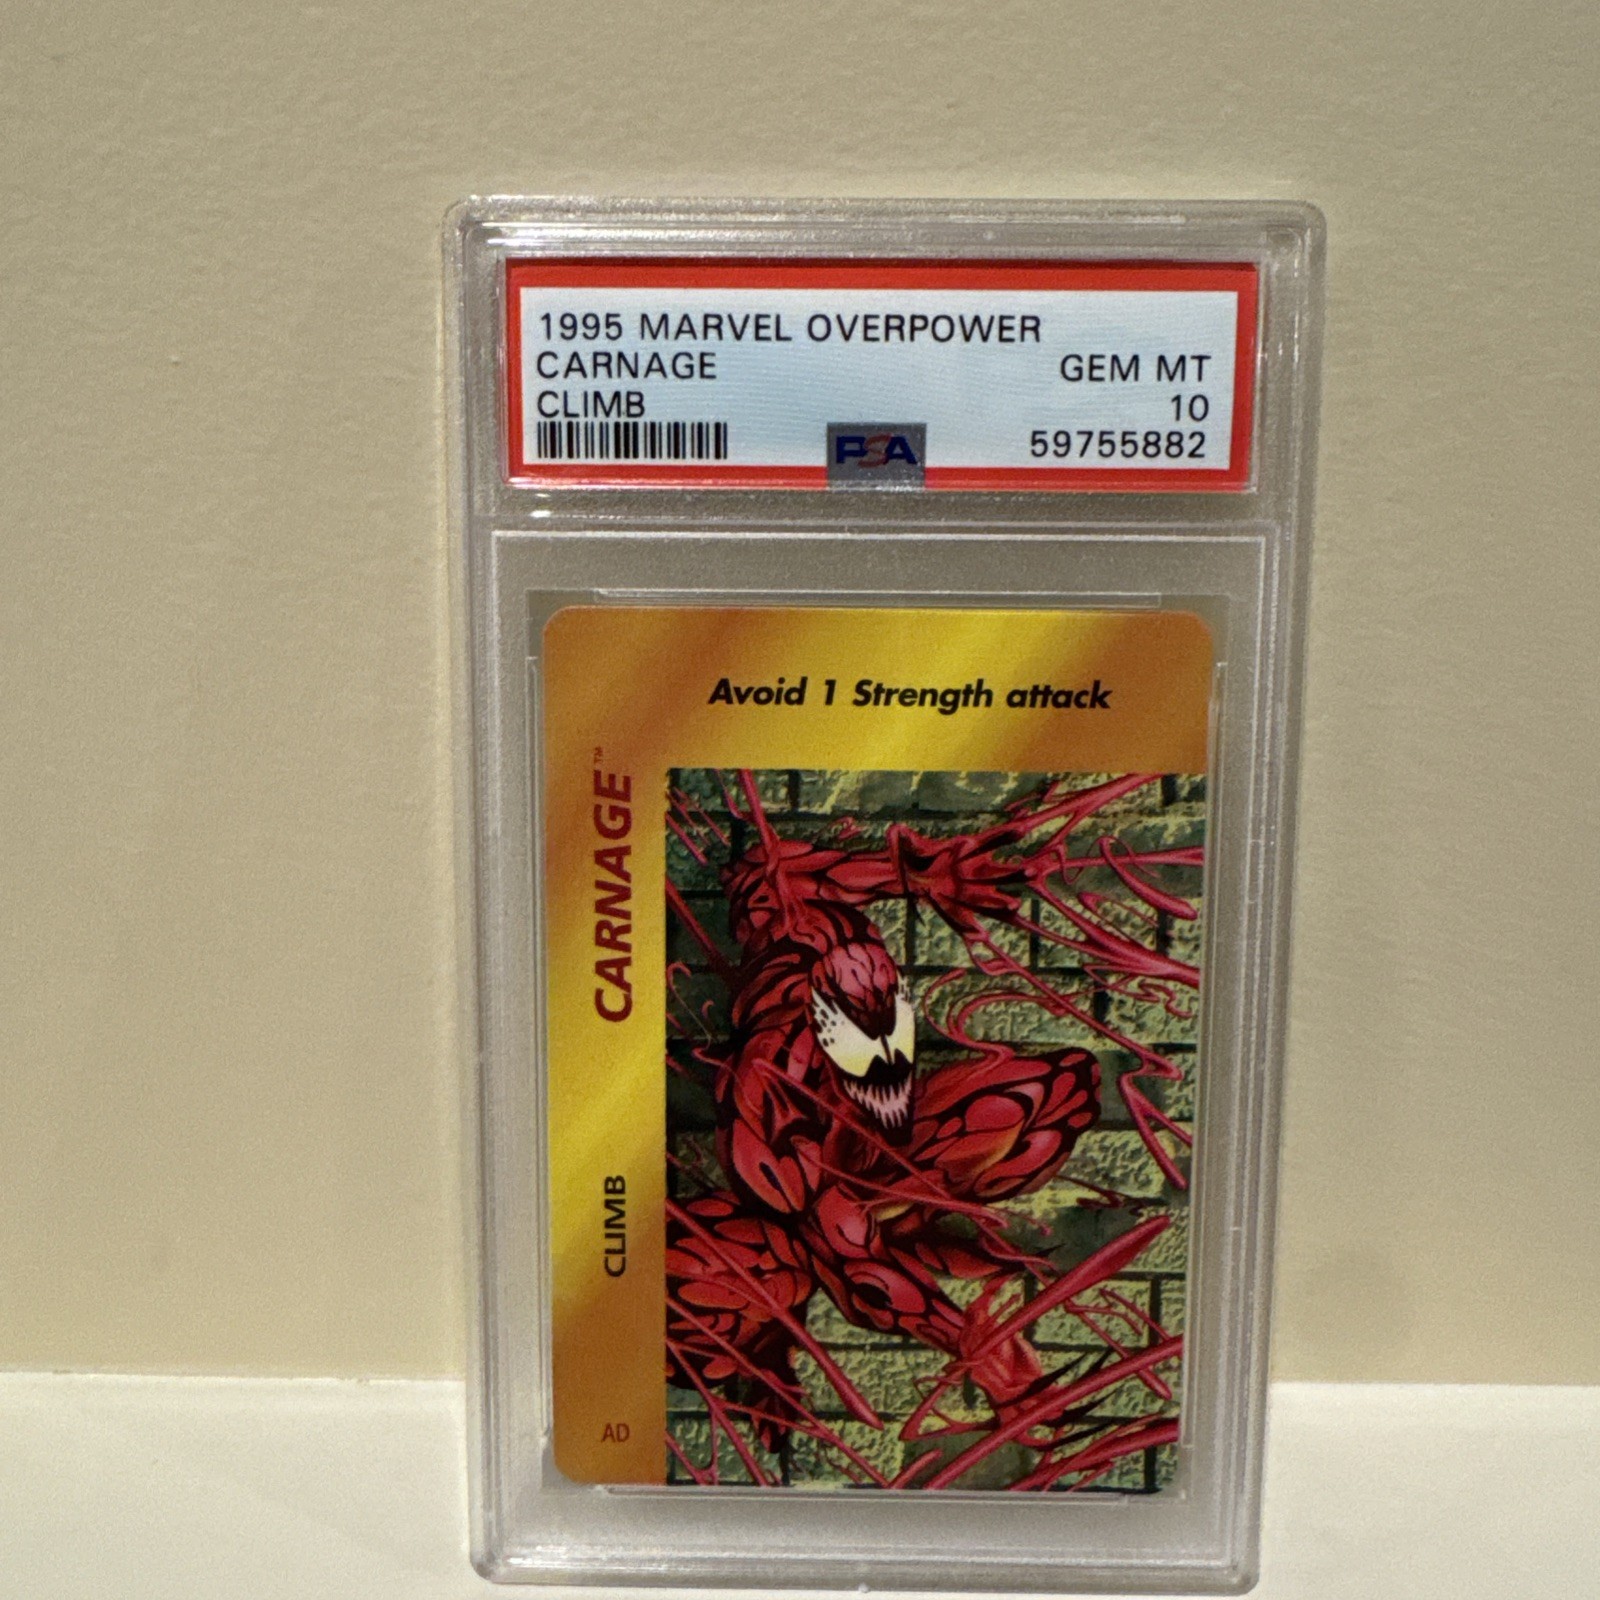 1995 MARVEL OVERPOWER
CARNAGE GEM MT
CLIMB 10
PSA 59755882
Avoid 1 Strength attack
CARNAGE™
CLIMB
AD